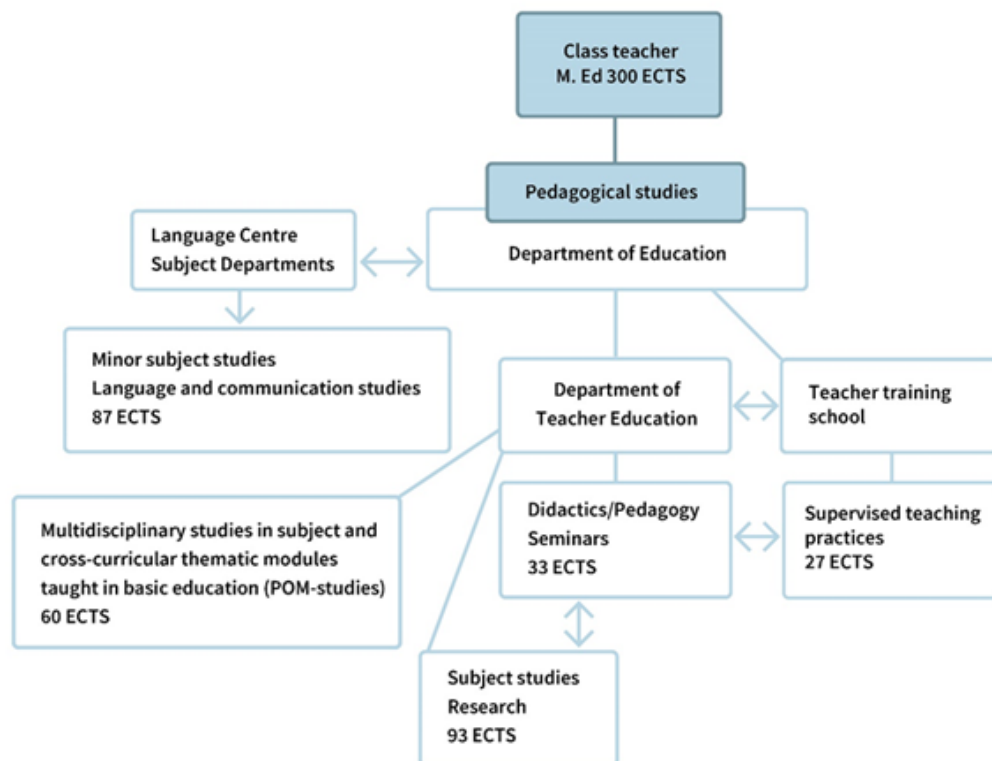 Class teacher
M. Ed 300 ECTS
Pedagogical studies
Language Centre
Subject Departments
Department of Education
Minor subject studies
Language and communication studies
87 ECTS
Department of
Teacher Education
Teacher training
school
Multidisciplinary studies in subject and
cross-curricular thematic modules
taught in basic education (POM-studies)
60 ECTS
Didactics/Pedagogy
Seminars
33 ECTS
Supervised teaching
practices
27 ECTS
Subject studies
Research
93 ECTS